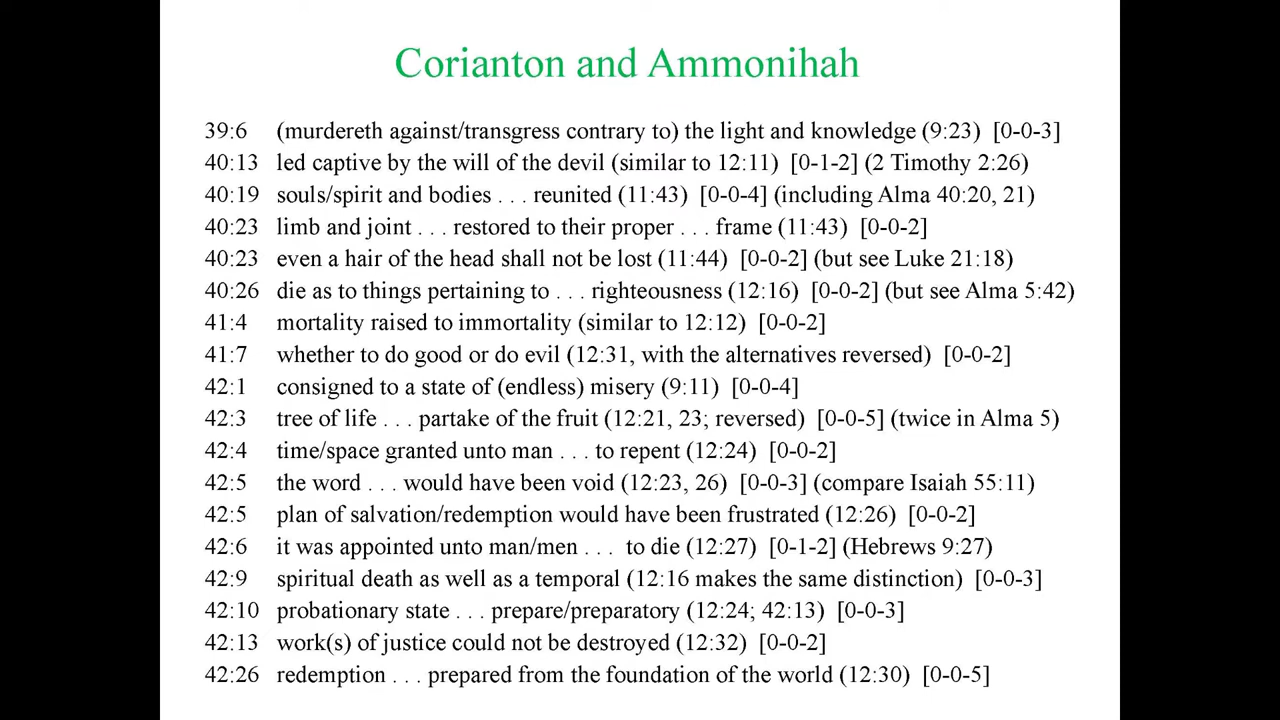 Corianton and Ammonihah
39:6 (murdereth against/transgress contrary to) the light and knowledge (9:23) [0-0-3]
40:13 led captive by the will of the devil (similar to 12:11) [0-1-2] (2 Timothy 2:26)
40:19 souls/spirit and bodies . . . reunited (11:43) [0-0-4] (including Alma 40:20, 21)
40:23 limb and joint . . . restored to their proper . . . frame (11:43) [0-0-2]
40:23 even a hair of the head shall not be lost (11:44) [0-0-2] (but see Luke 21:18)
40:26 die as to things pertaining to . . . righteousness (12:16) [0-0-2] (but see Alma 5:42)
41:4 mortality raised to immortality (similar to 12:12) [0-0-2]
41:7 whether to do good or do evil (12:31, with the alternatives reversed) [0-0-2]
42:1 consigned to a state of (endless) misery (9:11) [0-0-4]
42:3 tree of life . . . partake of the fruit (12:21, 23; reversed) [0-0-5] (twice in Alma 5)
42:4 time/space granted unto man . . . to repent (12:24) [0-0-2]
42:5 the word . . . would have been void (12:23, 26) [0-0-3] (compare Isaiah 55:11)
42:5 plan of salvation/redemption would have been frustrated (12:26) [0-0-2]
42:6 it was appointed unto man/men . . . to die (12:27) [0-1-2] (Hebrews 9:27)
42:9 spiritual death as well as a temporal (12:16 makes the same distinction) [0-0-3]
42:10 probationary state . . . prepare/preparatory (12:24; 42:13) [0-0-3]
42:13 work(s) of justice could not be destroyed (12:32) [0-0-2]
42:26 redemption . . . prepared from the foundation of the world (12:30) [0-0-5]